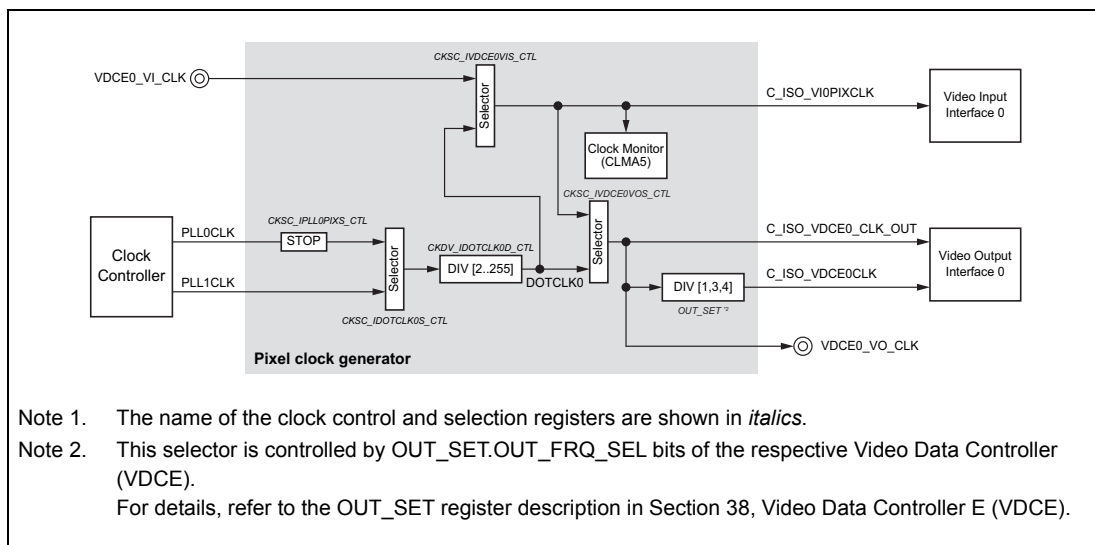 CKSC_IVDCE0VIS_CTL
VDCE0_VI_CLK
Selector
C_ISO_VI0PIXCLK
Video Input
Interface 0
Clock Monitor
(CLMA5)
CKSC_IVDCE0VOS_CTL
Clock
Controller
PLL0CLK
CKSC_IPLL0PIXS_CTL
STOP
PLL1CLK
Selector
CKSC_IDOTCLK0S_CTL
CKDV_IDOTCLK0D_CTL
DIV [2..255]
DOTCLK0
Selector
C_ISO_VDCE0_CLK_OUT
C_ISO_VDCE0CLK
Video Output
Interface 0
DIV [1,3,4]
OUT_SET *2
VDCE0_VO_CLK
Pixel clock generator
Note 1. The name of the clock control and selection registers are shown in italics.
Note 2. This selector is controlled by OUT_SET.OUT_FRQ_SEL bits of the respective Video Data Controller
(VDCE).
For details, refer to the OUT_SET register description in Section 38, Video Data Controller E (VDCE).